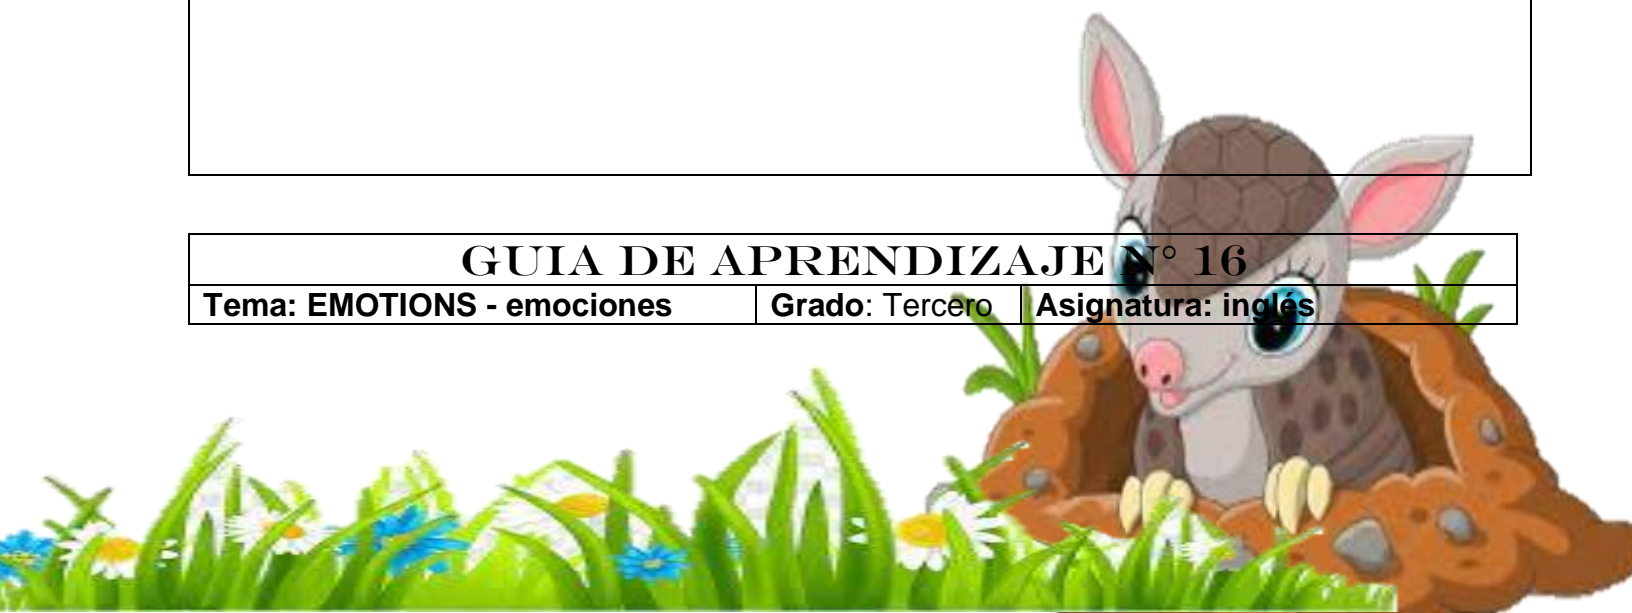 GUIA DE APRENDIZAJE N° 16
Tema: EMOTIONS - emociones Grado: Tercero Asignatura: inglés